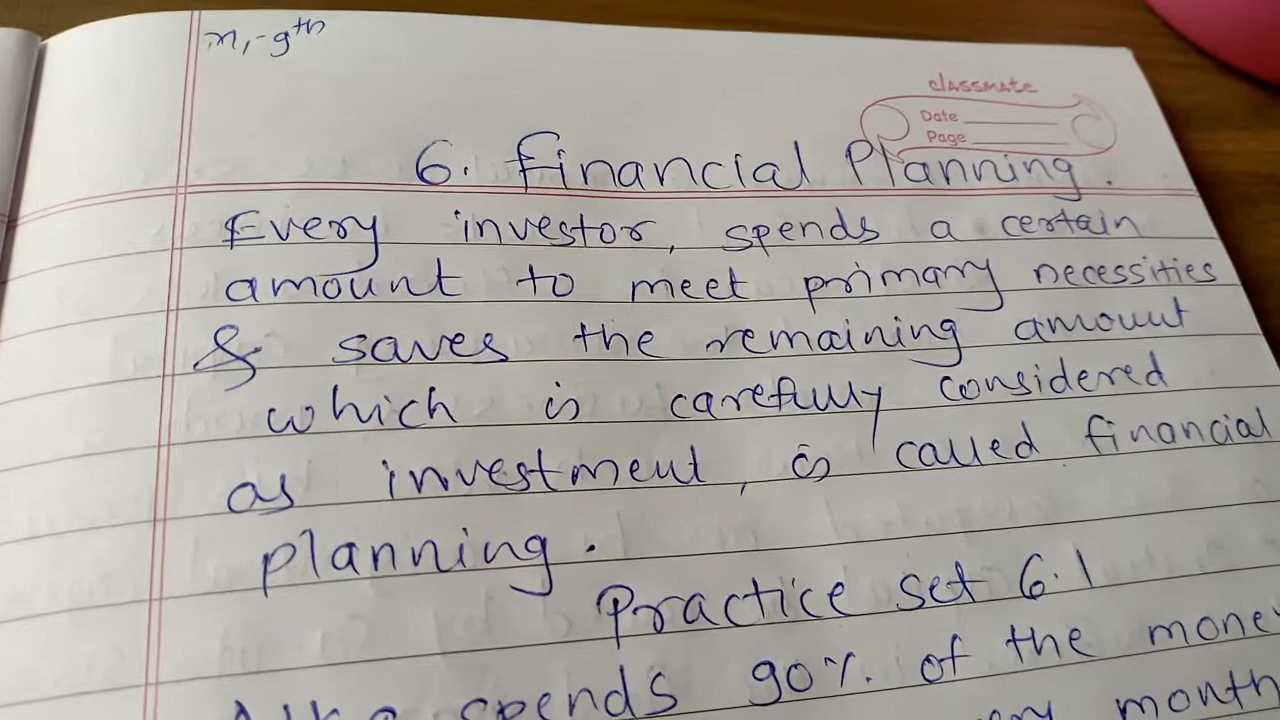 m,-9th
classmate
Date
Page
6. Financial Planning.
Every investor, spends a certain
amount to meet primary necessities
& saves the remaining amount
which is carefully considered
as investment, is called financial
planning.
Practice set 6.1
spends 90%. of the mone
month